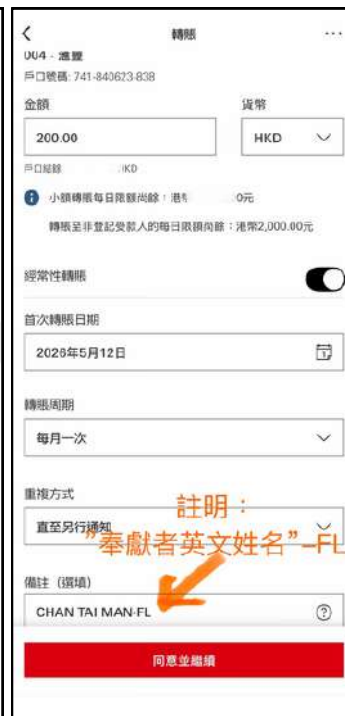 轉賬
004 - 滙豐
戶口號碼: 741-840623-838
金額
貨幣
200.00
HKD
戶口結餘 HKD
小額轉賬每日限額尚餘：港幣 0元
轉賬至非登記受款人的每日限額尚餘：港幣2,000.00元
經常性轉賬
首次轉賬日期
2026年5月12日
轉賬周期
每月一次
重複方式
註明：
直至另行通知
"奉獻者英文姓名"–FL
備註（選填）
CHAN TAI MAN-FL
同意並繼續